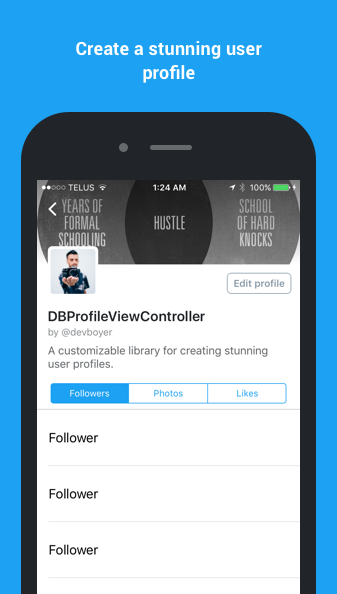 Create a stunning user
profile
TELUS 1:24 AM 100%
YEARS OF
FORMAL
SCHOOLING
HUSTLE
SCHOOL
OF HARD
KNOCKS
Edit profile
DBProfileViewController
by @devboyer
A customizable library for creating stunning
user profiles.
Followers Photos Likes
Follower
Follower
Follower